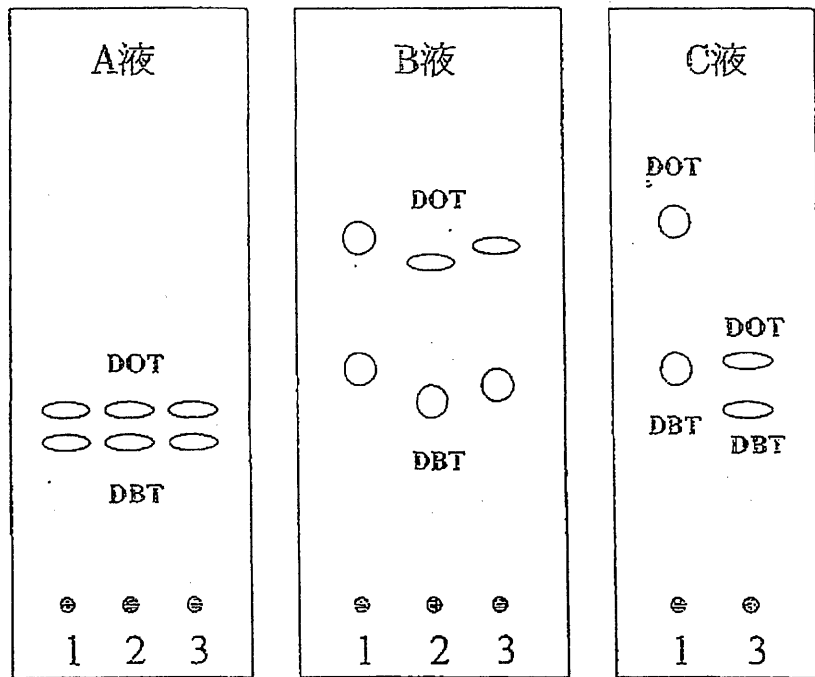 A液
DOT
DBT
1 2 3
B液
DOT
DBT
1 2 3
C液
DOT
DOT
DBT
DBT
1 3